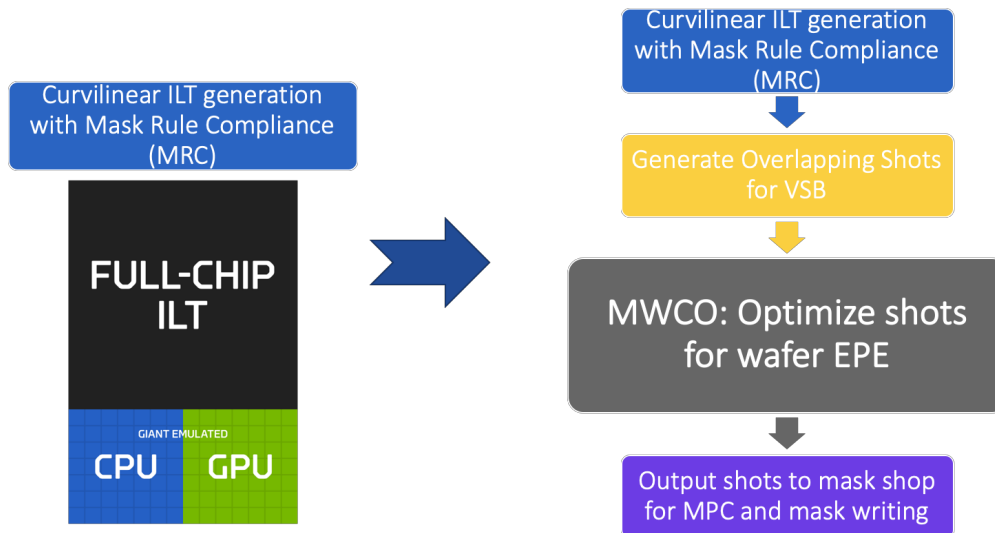 Curvilinear ILT generation
with Mask Rule Compliance
(MRC)
FULL-CHIP
ILT
GIANT EMULATED
CPU
GPU
Curvilinear ILT generation
with Mask Rule Compliance
(MRC)
Generate Overlapping Shots
for VSB
MWCO: Optimize shots
for wafer EPE
Output shots to mask shop
for MPC and mask writing